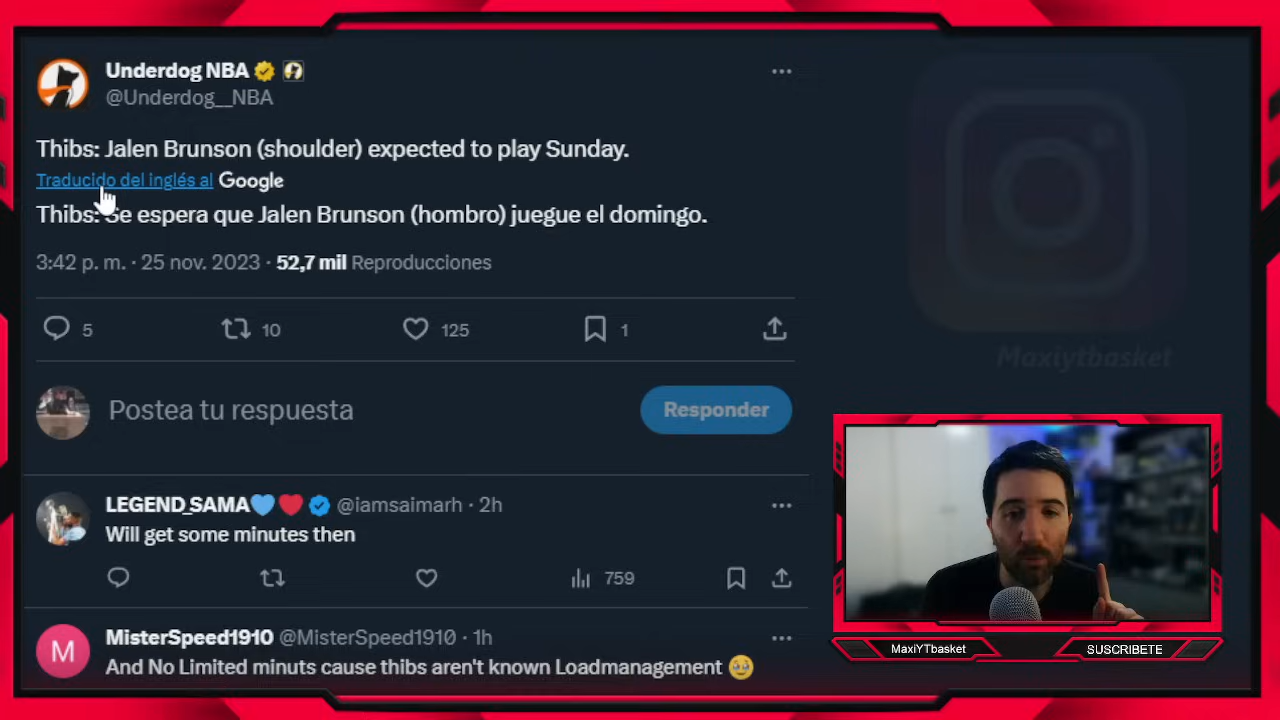 Underdog NBA
@Underdog__NBA
Thibs: Jalen Brunson (shoulder) expected to play Sunday.
Traducido del inglés al Google
Thibs: Se espera que Jalen Brunson (hombro) juegue el domingo.
3:42 p. m. · 25 nov. 2023 · 52,7 mil Reproducciones
5 10 125 1
Maxiytbasket
Postea tu respuesta
Responder
LEGEND_SAMA @iamsaimarh · 2h
Will get some minutes then
759
M
MisterSpeed1910 @MisterSpeed1910 · 1h
And No Limited minuts cause thibs aren't known Loadmanagement
MaxiYTbasket
SUSCRIBETE